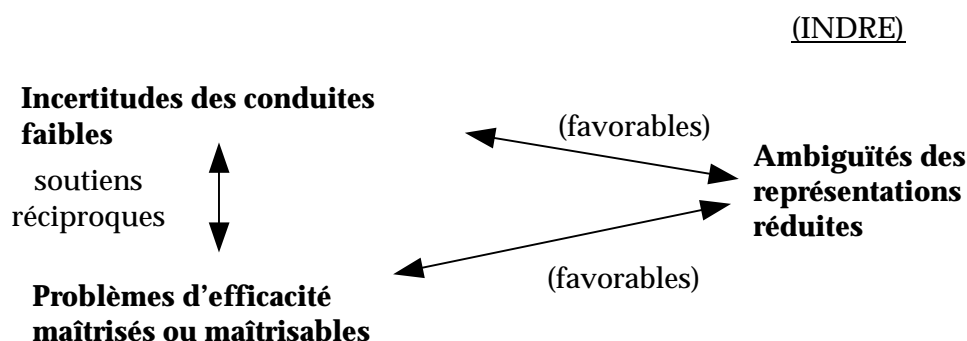 (INDRE)
Incertitudes des conduites
faibles
(favorables)
Ambiguïtés des
représentations
réduites
soutiens
réciproques
(favorables)
Problèmes d’efficacité
maîtrisés ou maîtrisables